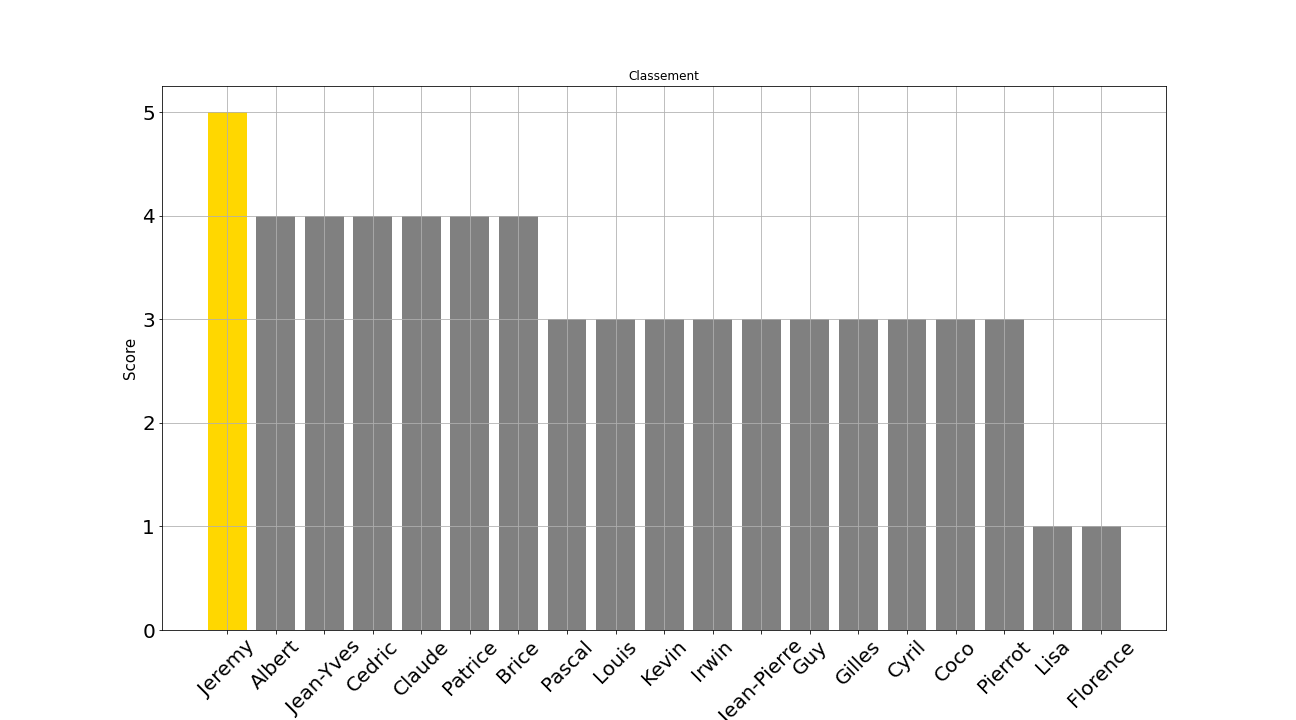 Classement
Score
5
4
3
2
1
0
Jeremy
Albert
Jean-Yves
Cedric
Claude
Patrice
Brice
Pascal
Louis
Kevin
Irwin
Jean-Pierre
Guy
Gilles
Cyril
Coco
Pierrot
Lisa
Florence